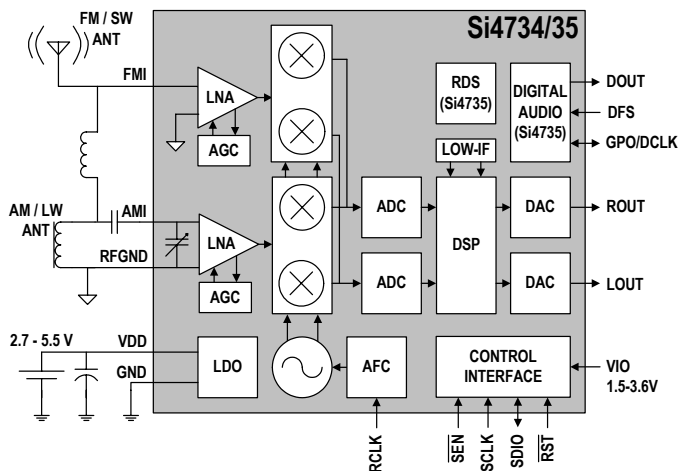 FM / SW
ANT
Si4734/35
FMI
LNA
AGC
RDS
(Si4735)
DIGITAL
AUDIO
(Si4735)
DOUT
DFS
GPO/DCLK
LOW-IF
AM / LW
ANT
AMI
RFGND
LNA
AGC
ADC
ADC
DSP
DAC
DAC
ROUT
LOUT
2.7 - 5.5 V
VDD
GND
LDO
AFC
CONTROL
INTERFACE
VIO
1.5-3.6V
RCLK
SEN
SCLK
SDIO
RST